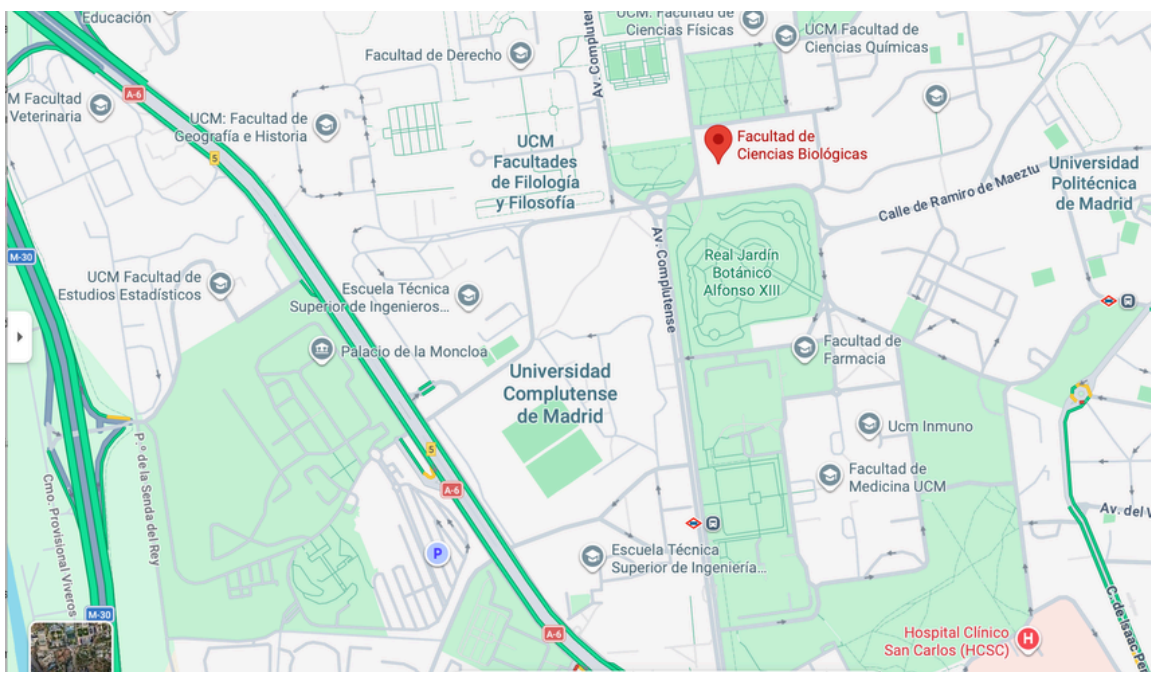 Educación
UCM: Facultad de
Ciencias Físicas
UCM Facultad de
Ciencias Químicas
Facultad de Derecho
Av. Complutense
A-6
M Facultad
Veterinaria
UCM: Facultad de
Geografía e Historia
5
UCM
Facultades
de Filología
y Filosofía
Facultad de
Ciencias Biológicas
Universidad
Politécnica
de Madrid
Calle de Ramiro de Maeztu
M-30
UCM Facultad de
Estudios Estadísticos
Escuela Técnica
Superior de Ingenieros...
Av. Complutense
Real Jardín
Botánico
Alfonso XIII
Palacio de la Moncloa
Facultad de
Farmacia
Universidad
Complutense
de Madrid
Ucm Inmuno
P.º de la Senda del Rey
5
A-6
Facultad de
Medicina UCM
Cmo. Provisional Viveros
Av. del V
P
Escuela Técnica
Superior de Ingeniería...
C. de Isaac Per
M-30
A-6
Hospital Clínico
San Carlos (HCSC)
H